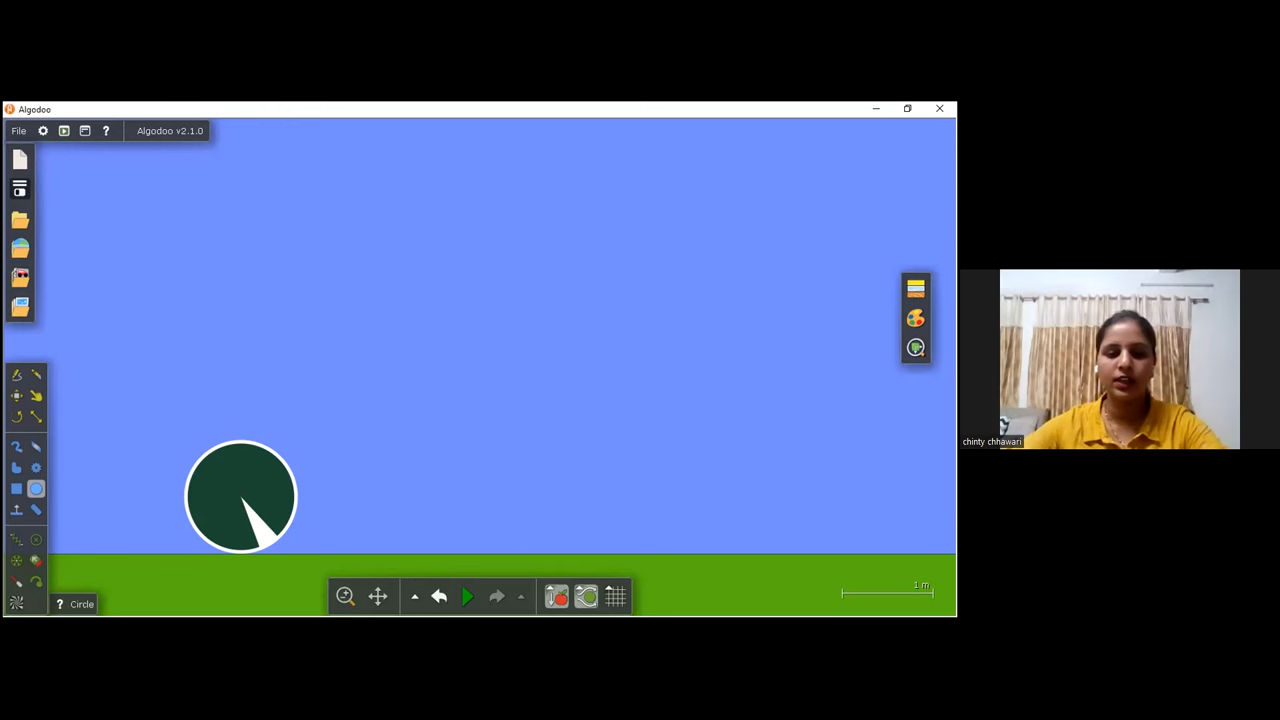 Algodoo
File ? Algodoo v2.1.0
chinty chhawari
1 m
? Circle